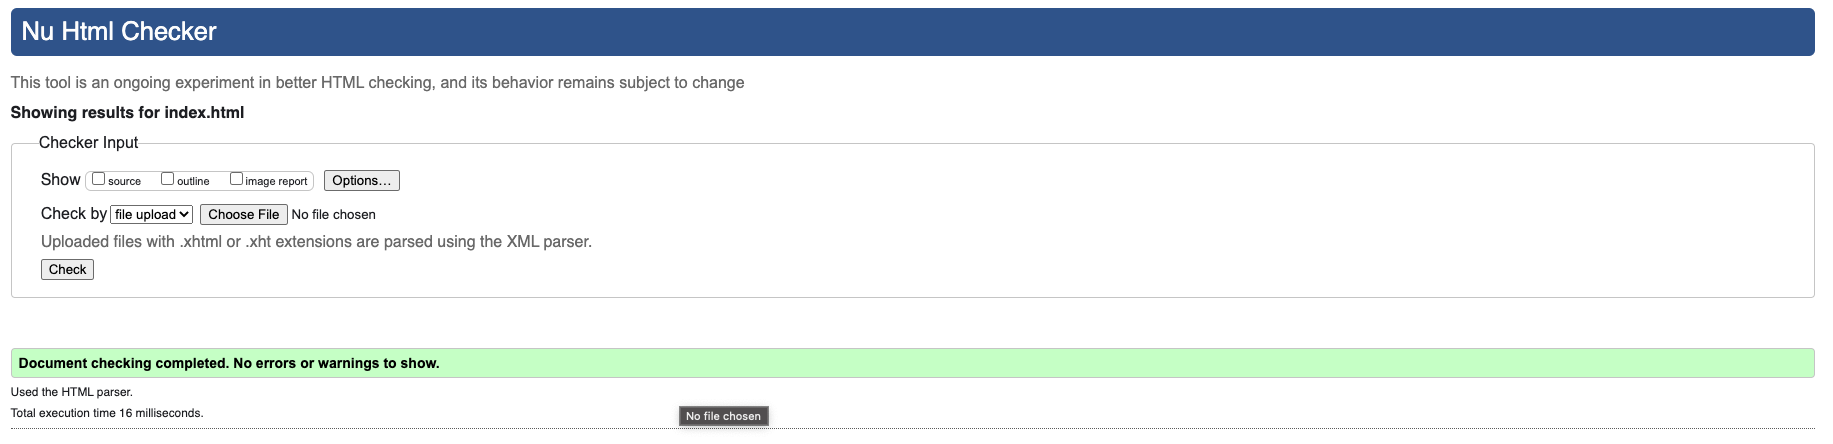 Nu Html Checker
This tool is an ongoing experiment in better HTML checking, and its behavior remains subject to change
Showing results for index.html
Checker Input
Show source outline image report Options…
Check by file upload Choose File No file chosen
Uploaded files with .xhtml or .xht extensions are parsed using the XML parser.
Check
Document checking completed. No errors or warnings to show.
Used the HTML parser.
Total execution time 16 milliseconds.
No file chosen